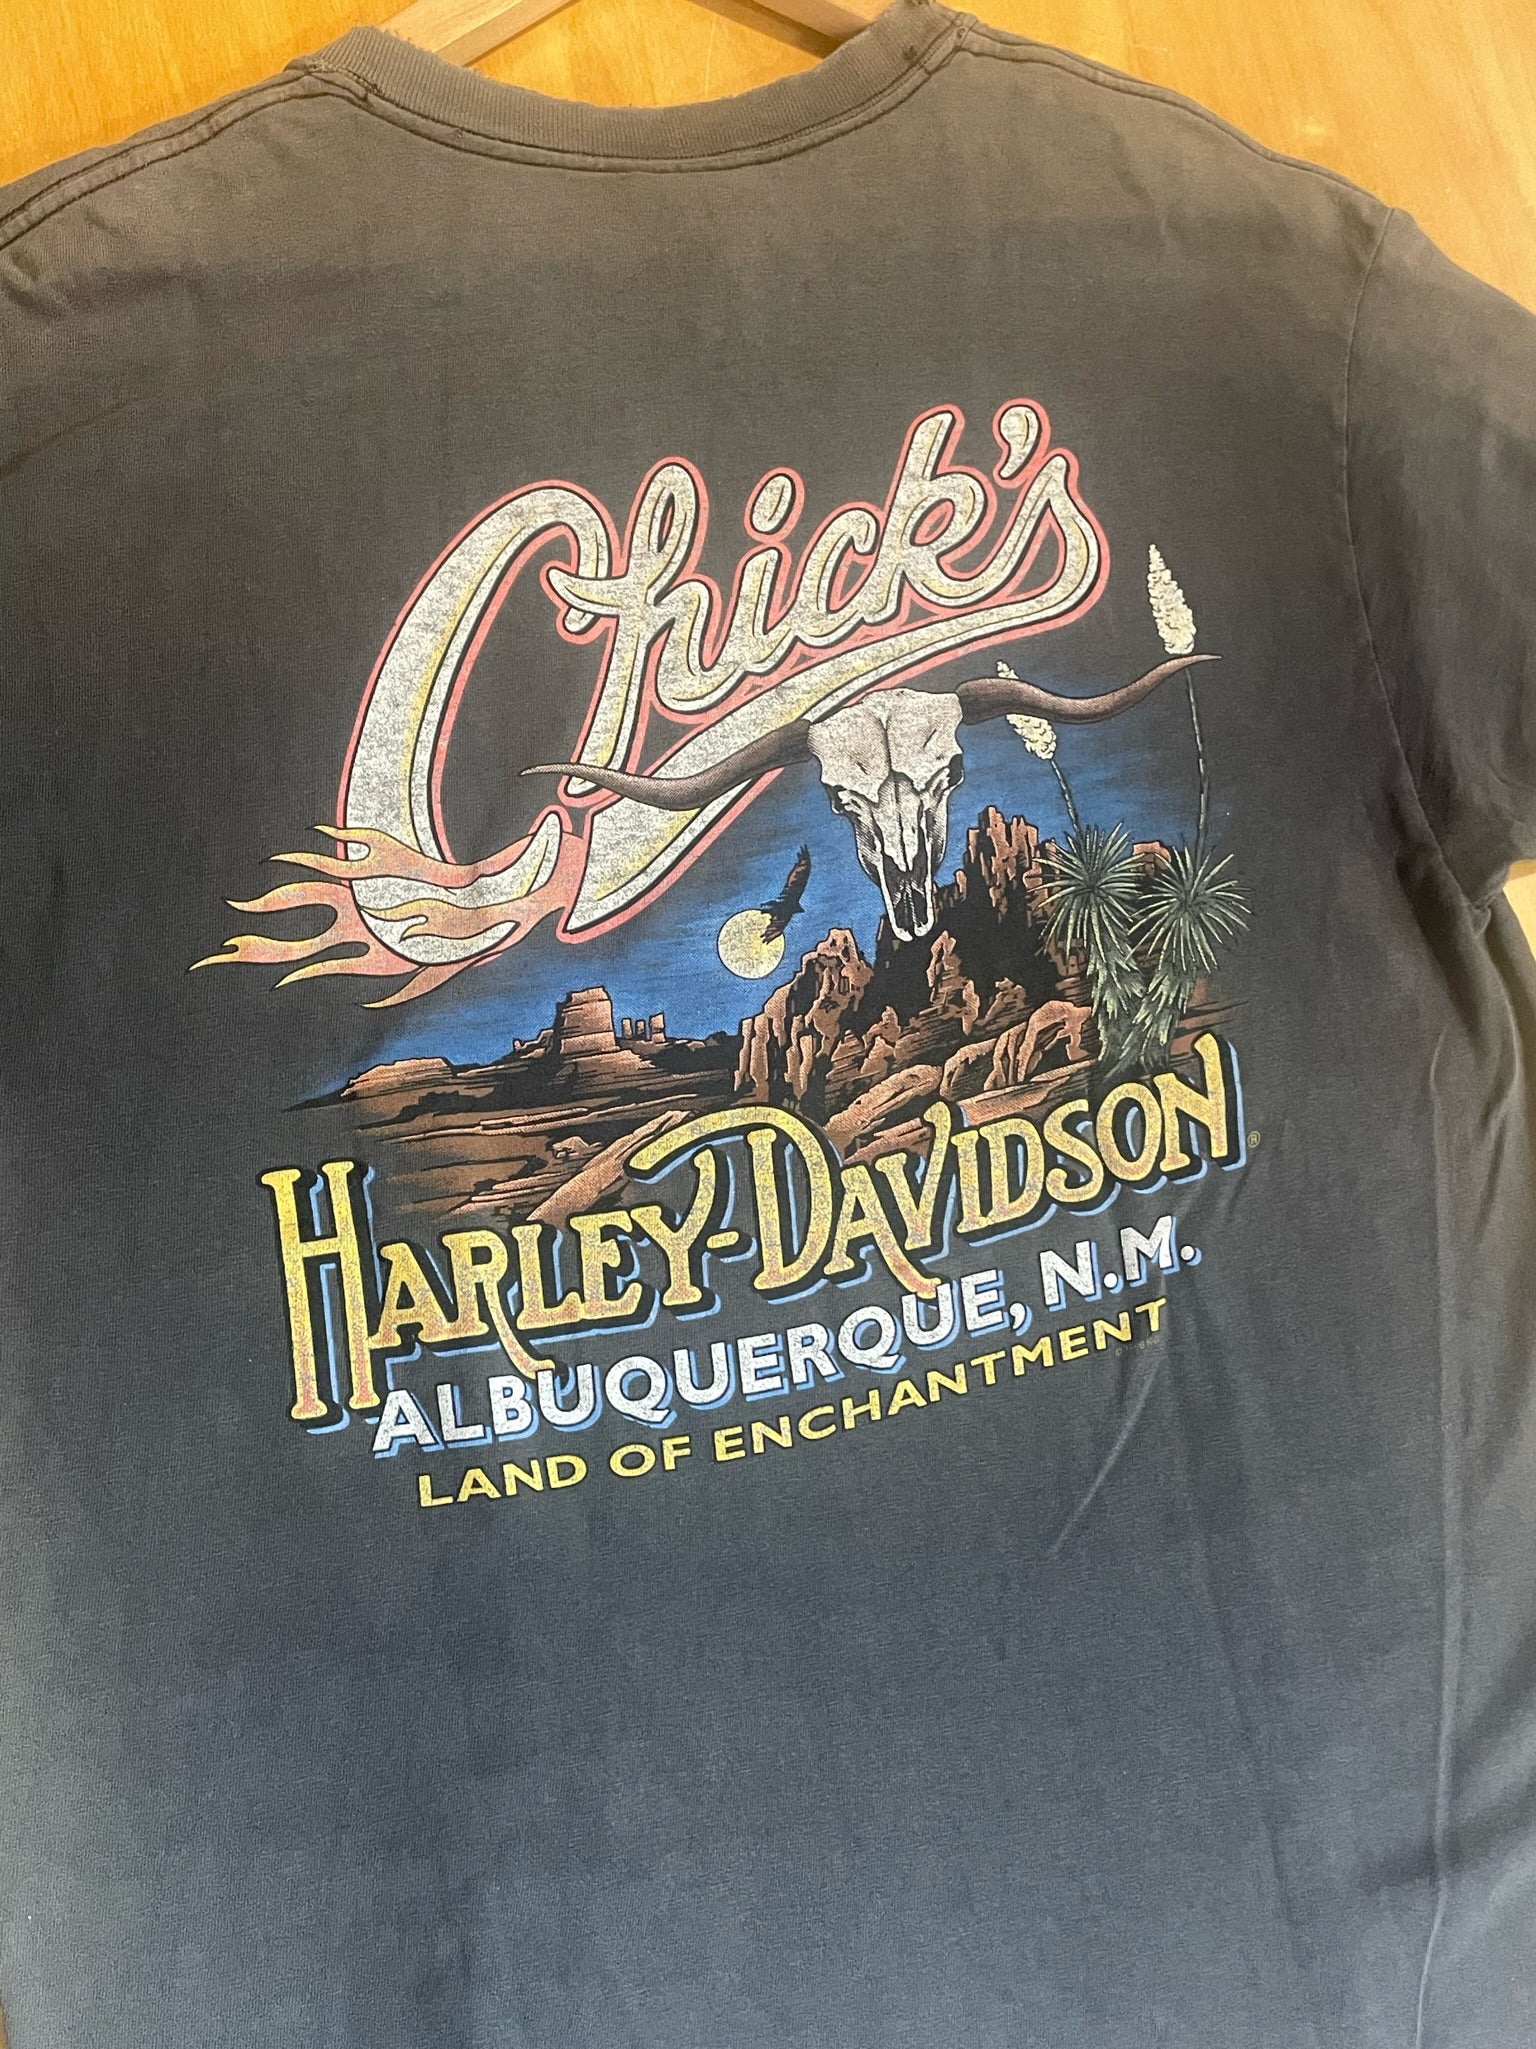 Chick's
HARLEY-DAVIDSON®
ALBUQUERQUE, N.M.
LAND OF ENCHANTMENT